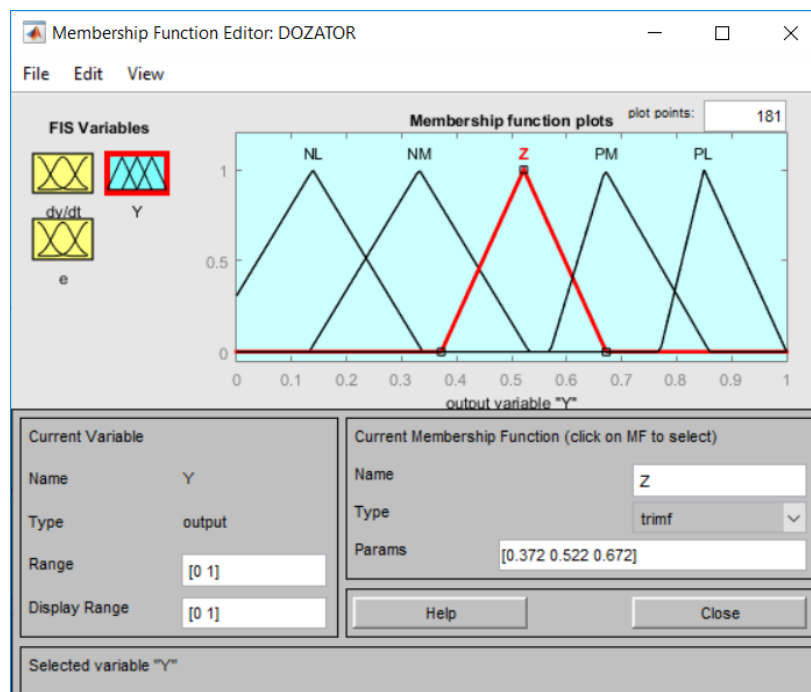 Membership Function Editor: DOZATOR
File Edit View
FIS Variables
dy/dt
Y
e
Membership function plots
plot points:
181
NL NM Z PM PL
1
0.5
0
0 0.1 0.2 0.3 0.4 0.5 0.6 0.7 0.8 0.9 1
output variable "Y"
Current Variable
Name Y
Type output
Range [0 1]
Display Range [0 1]
Current Membership Function (click on MF to select)
Name Z
Type trimf
Params [0.372 0.522 0.672]
Help Close
Selected variable "Y"